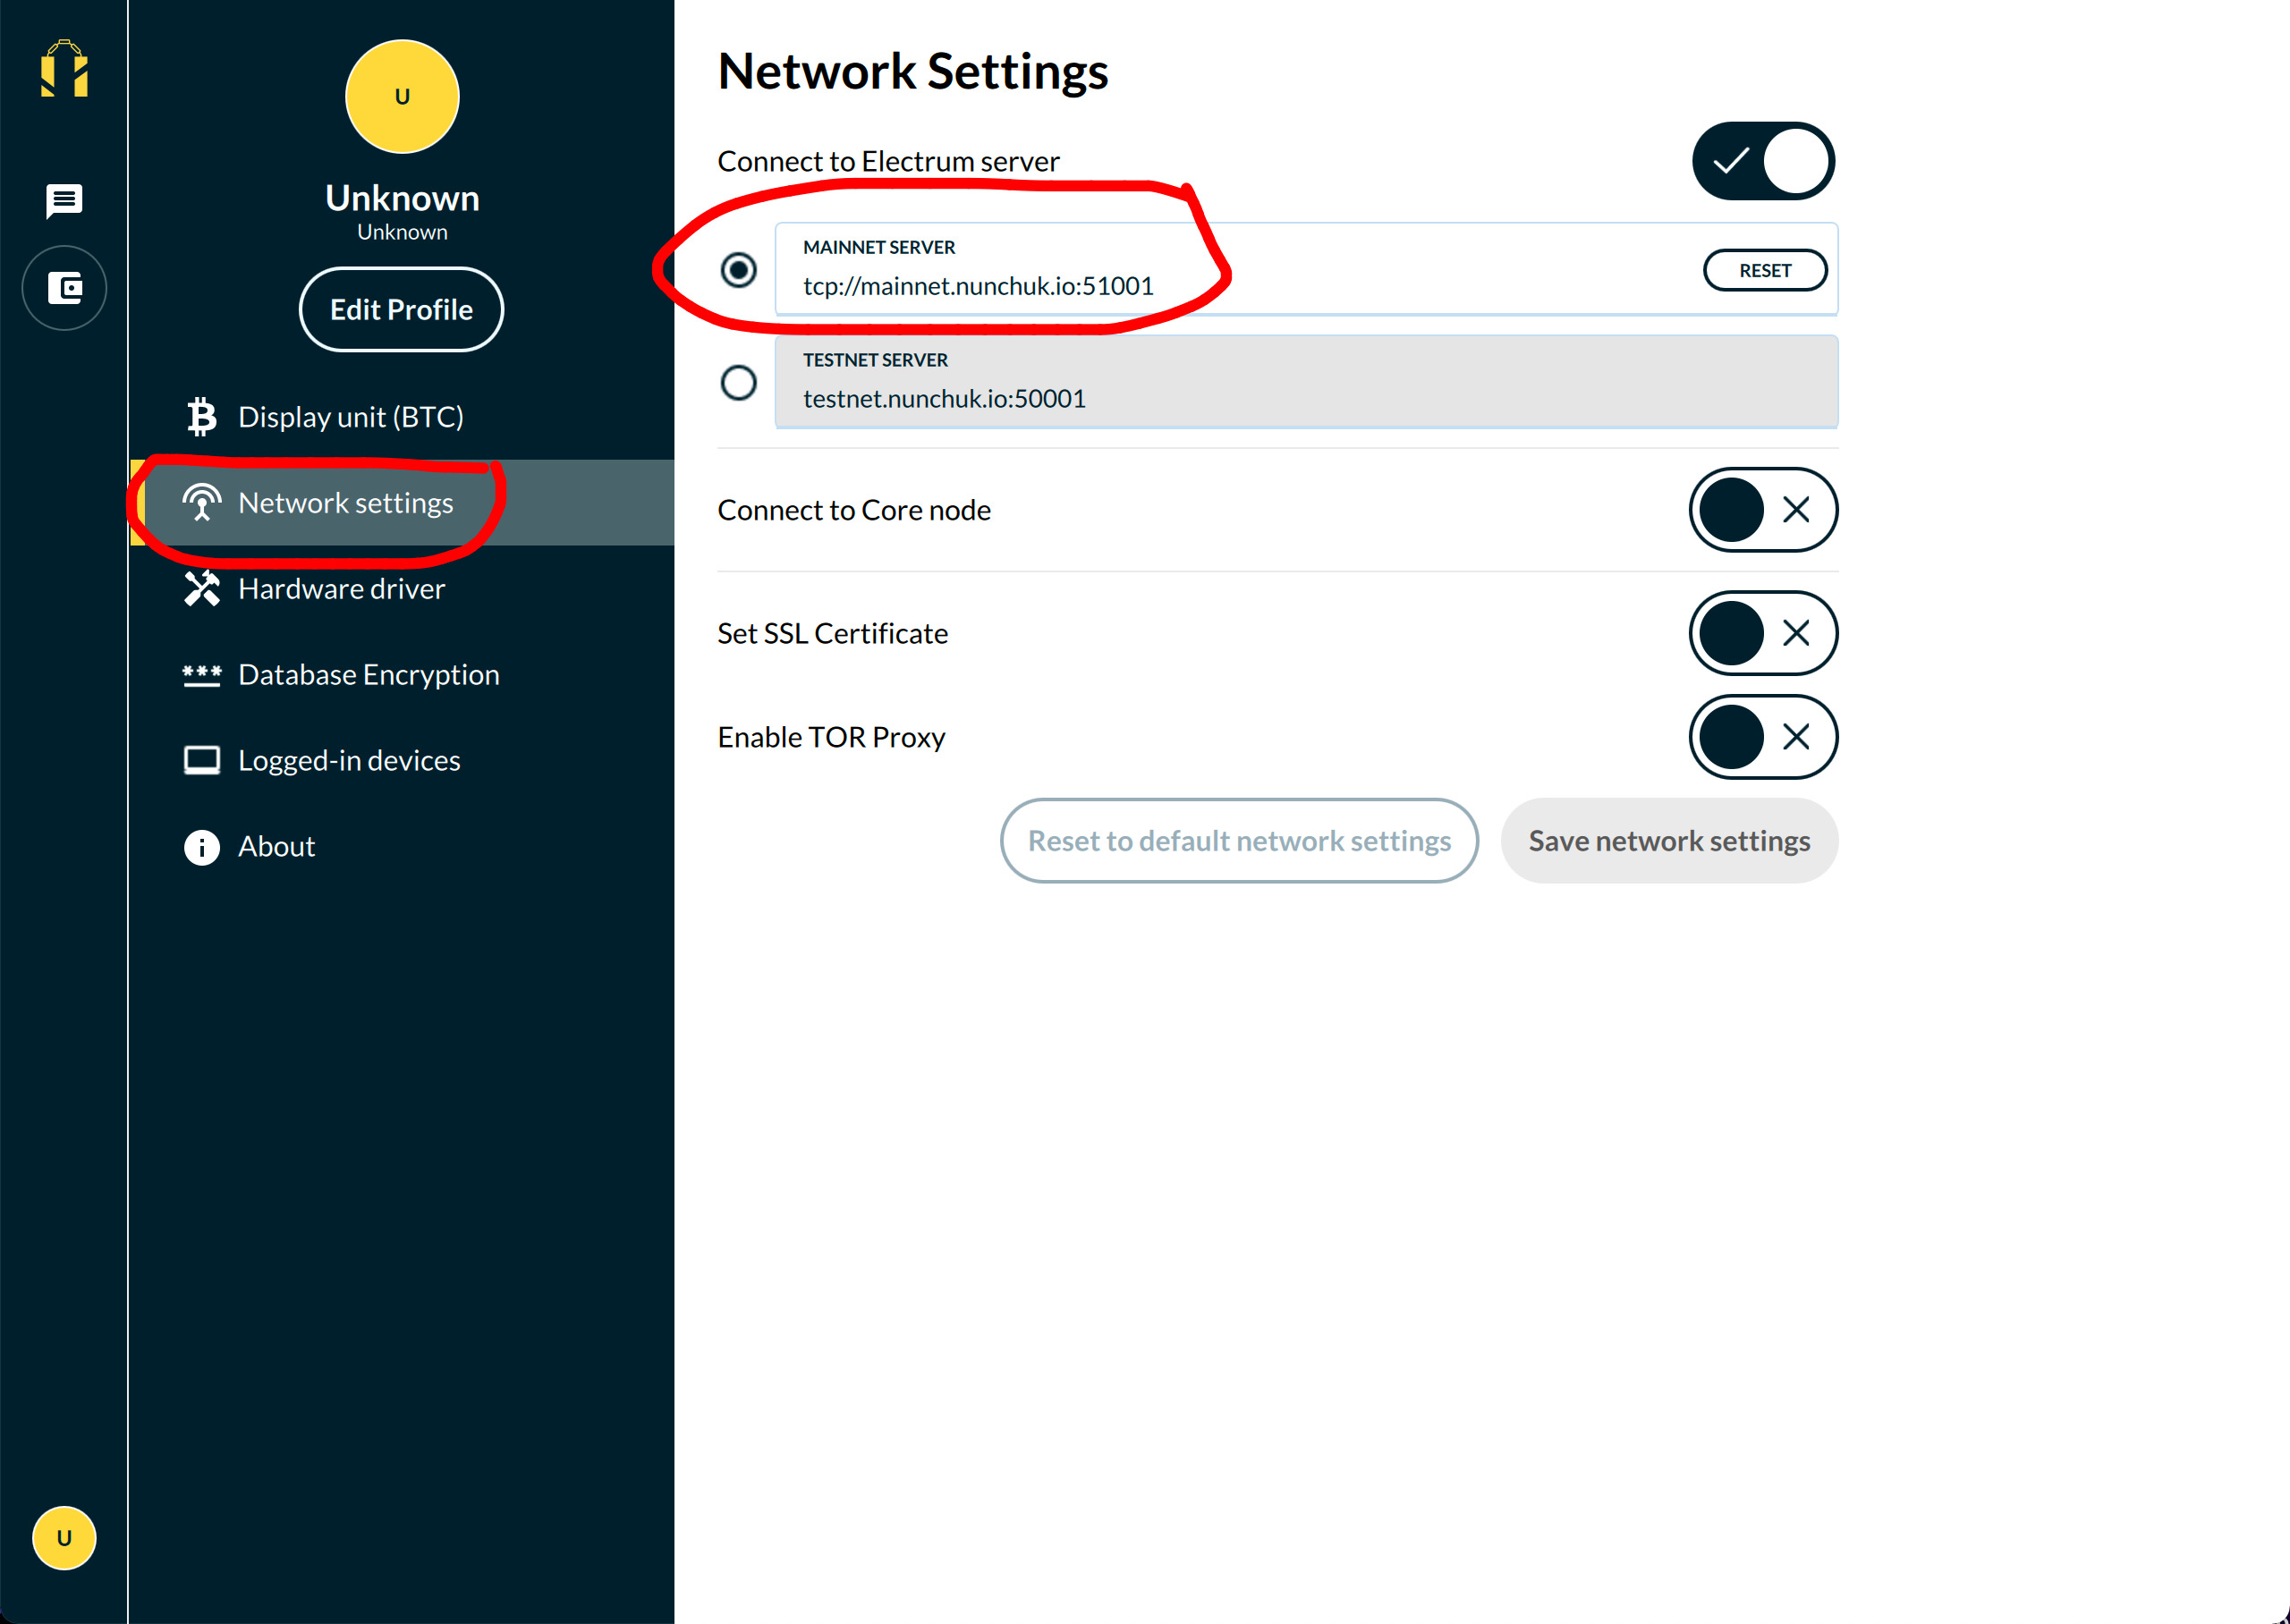 U
Unknown
Unknown
Edit Profile
Display unit (BTC)
Network settings
Hardware driver
*** Database Encryption
Logged-in devices
About
U
Network Settings
Connect to Electrum server
MAINNET SERVER
tcp://mainnet.nunchuk.io:51001
RESET
TESTNET SERVER
testnet.nunchuk.io:50001
Connect to Core node
Set SSL Certificate
Enable TOR Proxy
Reset to default network settings
Save network settings